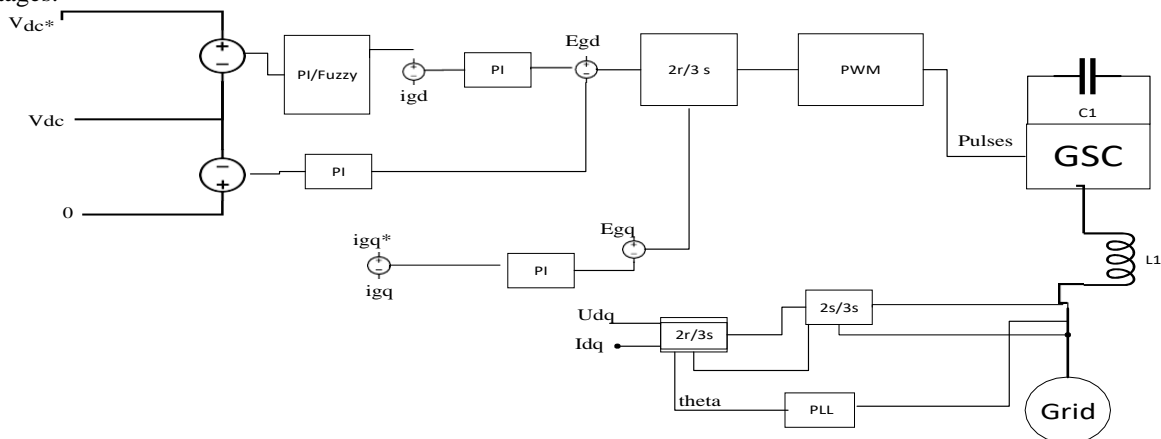 Vdc*
Egd
PI/Fuzzy
PI
igd
2r/3 s
PWM
C1
GSC
Pulses
Vdc
PI
0
igq*
igq
PI
Egq
L1
Udq
Idq
2r/3s
2s/3s
theta
PLL
Grid